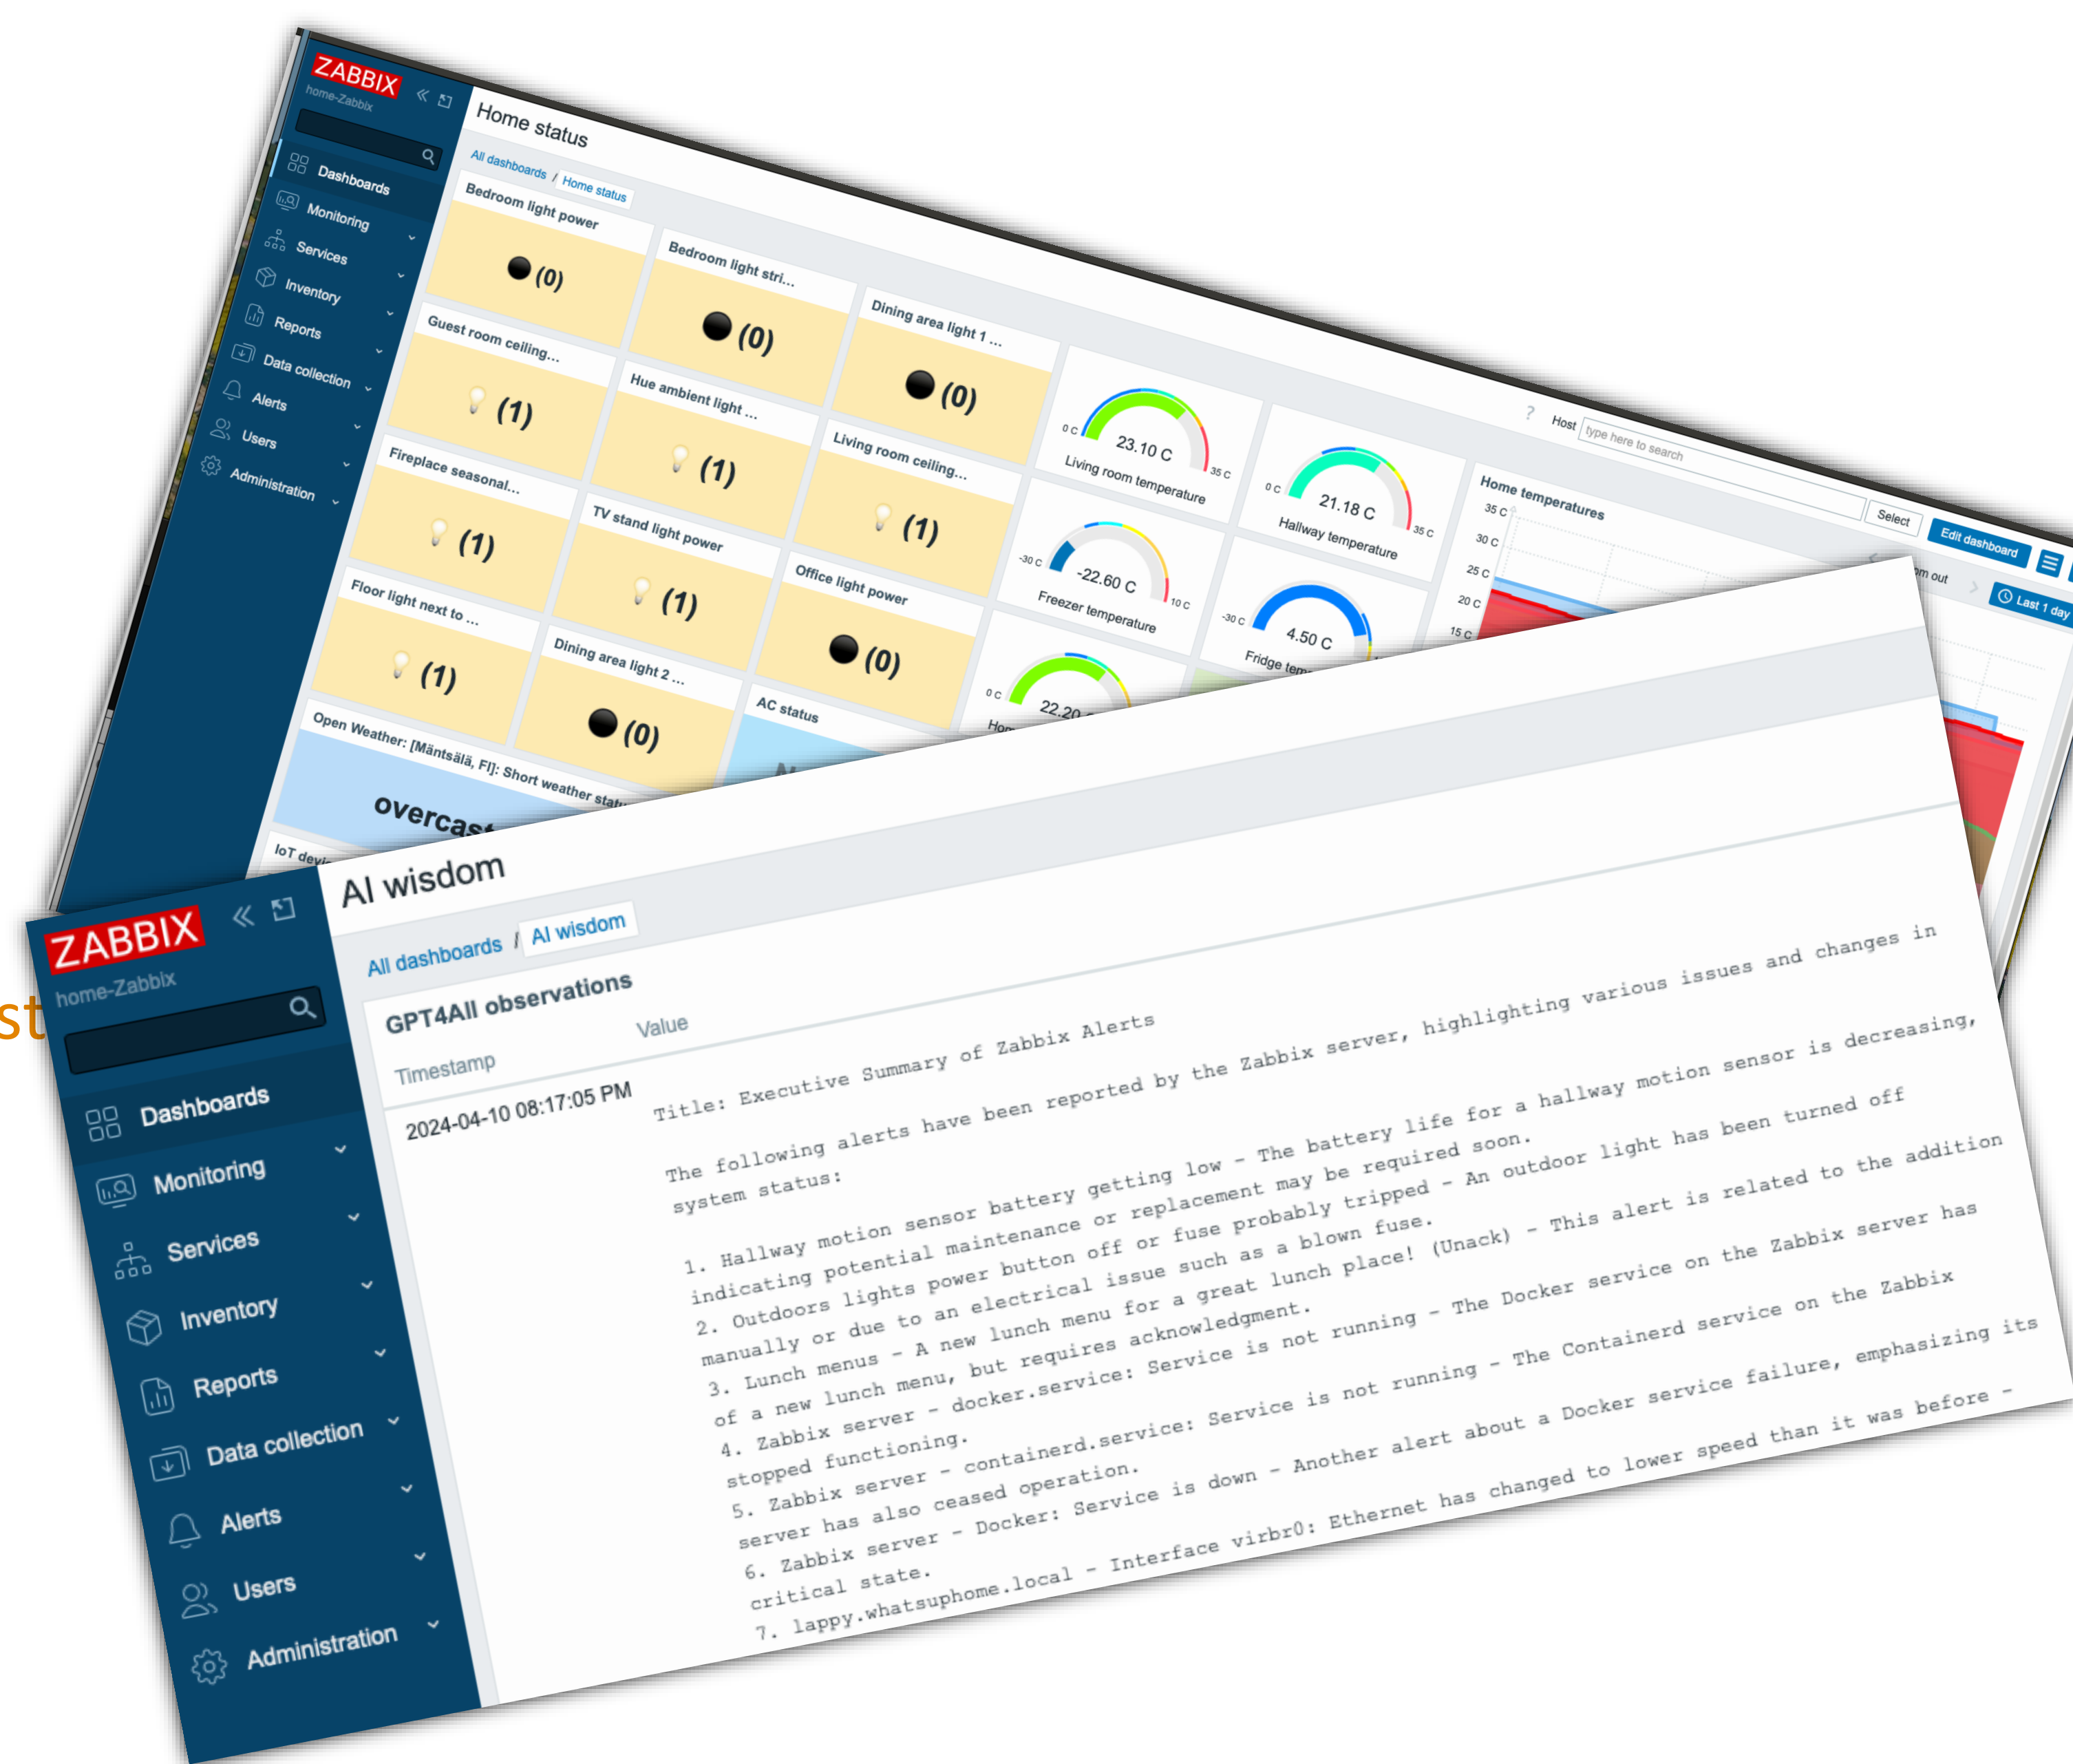 ZABBIX
home-Zabbix
Dashboards
Monitoring
Services
Inventory
Reports
Data collection
Alerts
Users
Administration
Home status
All dashboards / Home status
Bedroom light power
(0)
Bedroom light stri...
(0)
Dining area light 1 ...
(0)
Guest room ceiling...
(1)
Hue ambient light ...
(1)
Living room ceiling...
(1)
Fireplace seasonal...
(1)
TV stand light power
(1)
Office light power
(0)
Floor light next to ...
(1)
Dining area light 2 ...
(0)
AC status
Open Weather: [Mäntsälä, FI]: Short weather
overcast
IoT
0 C
23.10 C
35 C
Living room temperature
0 C
21.18 C
35 C
Hallway temperature
-30 C
-22.60 C
10 C
Freezer temperature
-30 C
4.50 C
Fridge
0 C
22.20
? Host type here to search
Select
Edit dashboard
out
Last 1 day
Home temperatures
35 C
30 C
25 C
20 C
15 C
st
ZABBIX
home-Zabbix
Dashboards
Monitoring
Services
Inventory
Reports
Data collection
Alerts
Users
Administration
AI wisdom
All dashboards / AI wisdom
GPT4All observations
Timestamp Value
2024-04-10 08:17:05 PM Title: Executive Summary of Zabbix Alerts
The following alerts have been reported by the Zabbix server, highlighting various issues and changes in
system status:
1. Hallway motion sensor battery getting low – The battery life for a hallway motion sensor is decreasing,
indicating potential maintenance or replacement may be required soon.
2. Outdoors lights power button off or fuse probably tripped – An outdoor light has been turned off
manually or due to an electrical issue such as a blown fuse.
3. Lunch menus – A new lunch menu for a great lunch place! (Unack) – This alert is related to the addition
of a new lunch menu, but requires acknowledgment.
4. Zabbix server – docker.service: Service is not running – The Docker service on the Zabbix server has
stopped functioning.
5. Zabbix server – containerd.service: Service is not running – The Containerd service on the Zabbix
server has also ceased operation.
6. Zabbix server – Docker: Service is down – Another alert about a Docker service failure, emphasizing its
critical state.
7. lappy.whatsuphome.local – Interface virbr0: Ethernet has changed to lower speed than it was before –